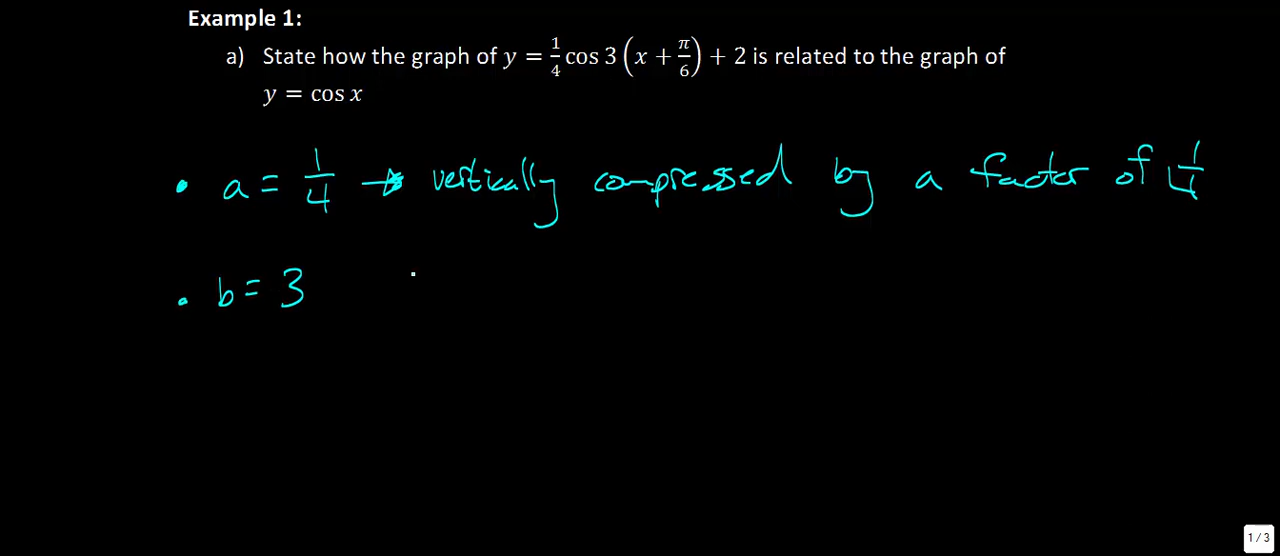 Example 1:
a) State how the graph of y = 1/4 cos 3 (x + π/6) + 2 is related to the graph of
y = cos x
• a = 1/4 → vertically compressed by a factor of 1/4
• b = 3
1 / 3